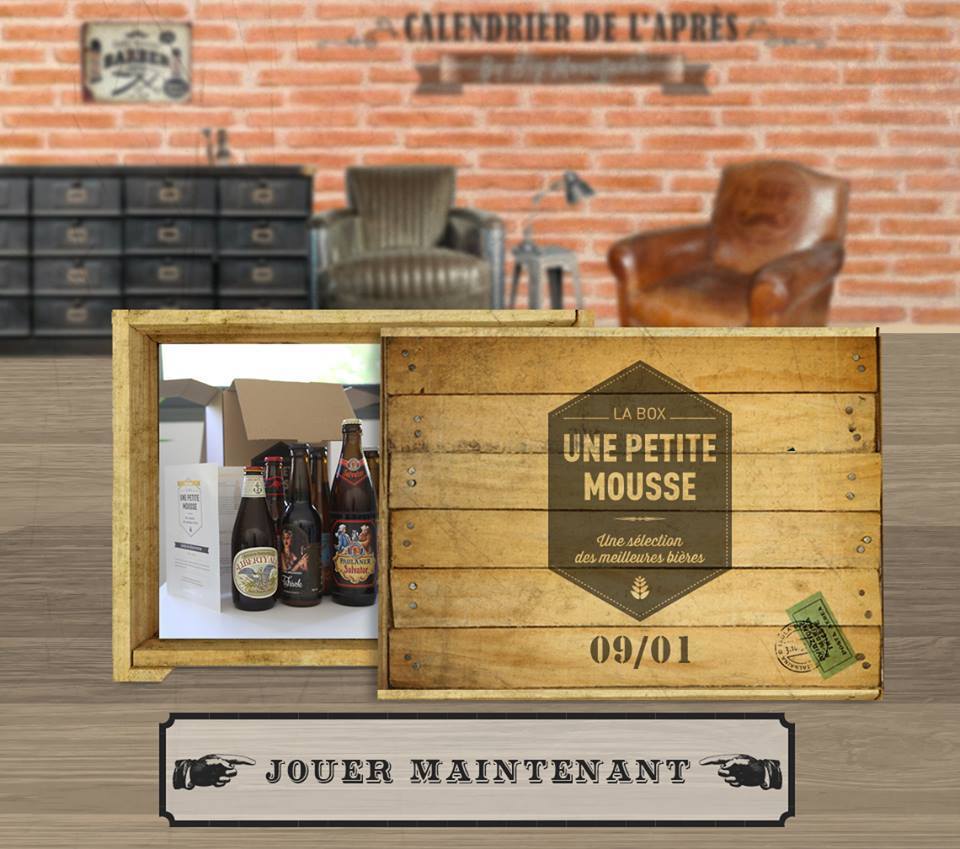 CALENDRIER DE L'APRÈS
BARBER
LA BOX
UNE PETITE
MOUSSE
Une sélection
des meilleures bières
09/01
UNE PETITE
MOUSSE
LIBERTY ALE
PAULANER
Salvator
JOUER MAINTENANT